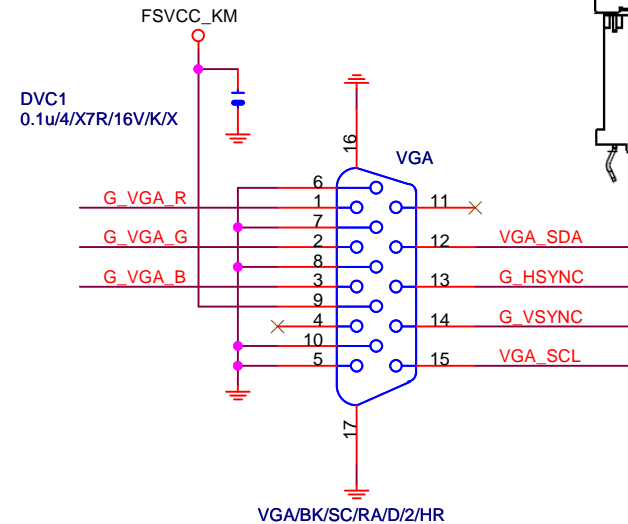 FSVCC_KM
DVC1
0.1u/4/X7R/16V/K/X
16
VGA
6
G_VGA_R 1 11
7
G_VGA_G 2 12 VGA_SDA
8
G_VGA_B 3 13 G_HSYNC
9
4 14 G_VSYNC
10
5 15 VGA_SCL
17
VGA/BK/SC/RA/D/2/HR